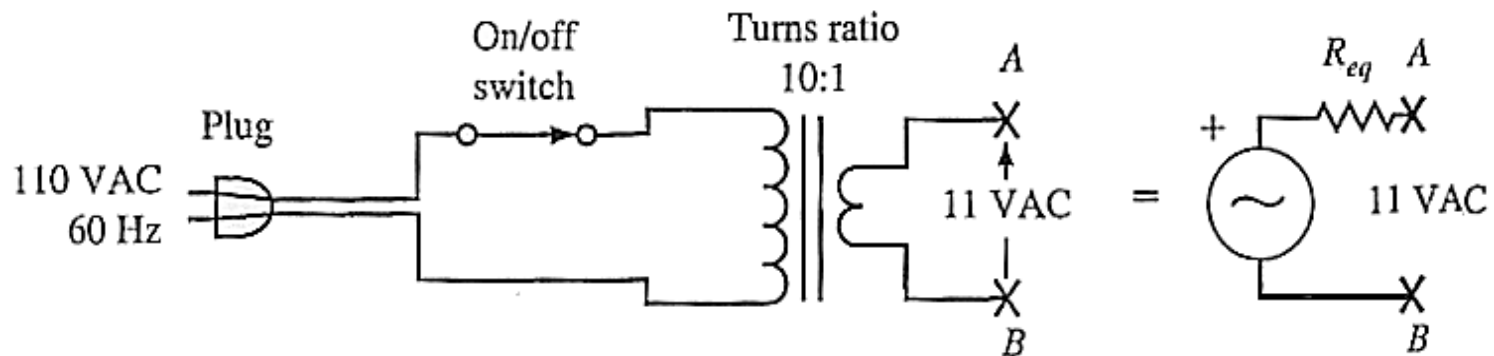 On/off
switch
Turns ratio
10:1
Plug
110 VAC
60 Hz
A
11 VAC
B
=
R_eq
A
+
~
11 VAC
B